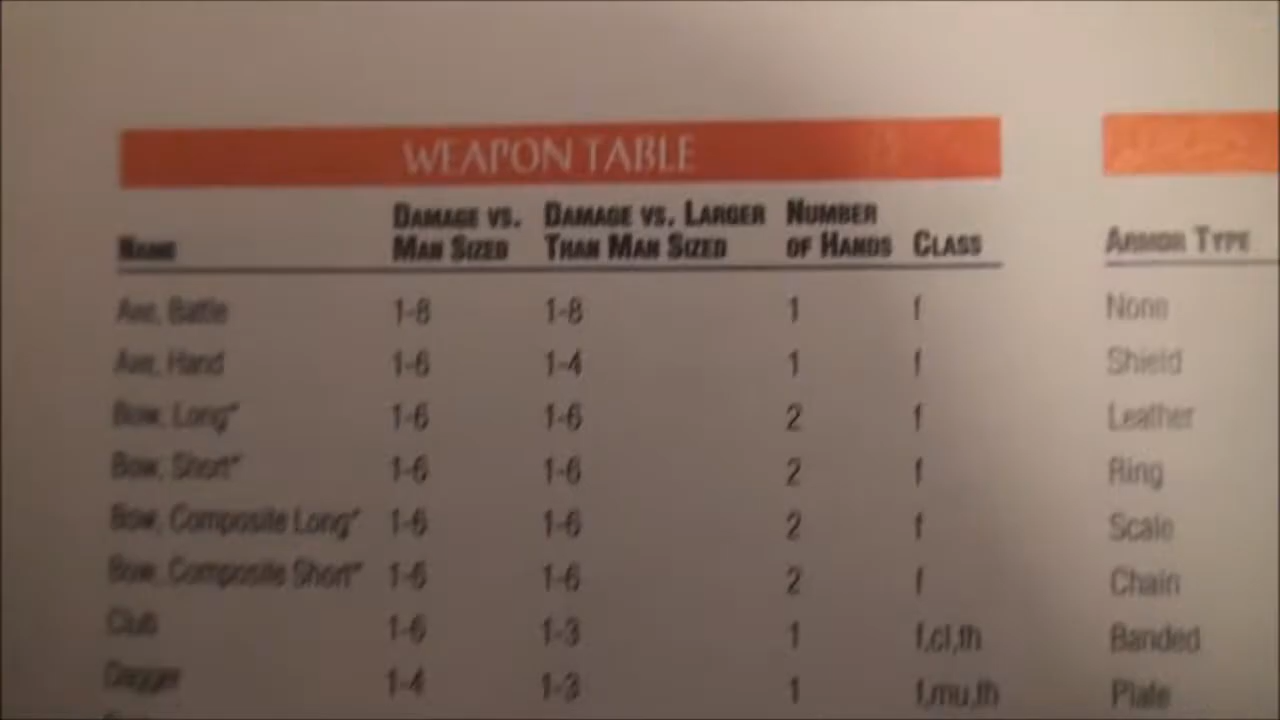 WEAPON TABLE
NAME DAMAGE VS. MAN SIZED DAMAGE VS. LARGER THAN MAN SIZED NUMBER OF HANDS CLASS
Axe, Battle 1-8 1-8 1 f
Axe, Hand 1-6 1-4 1 f
Bow, Long* 1-6 1-6 2 f
Bow, Short* 1-6 1-6 2 f
Bow, Composite Long* 1-6 1-6 2 f
Bow, Composite Short* 1-6 1-6 2 f
Club 1-6 1-3 1 f,cl,th
Dagger 1-4 1-3 1 f,mu,th
ARMOR TYPE
None
Shield
Leather
Ring
Scale
Chain
Banded
Plate